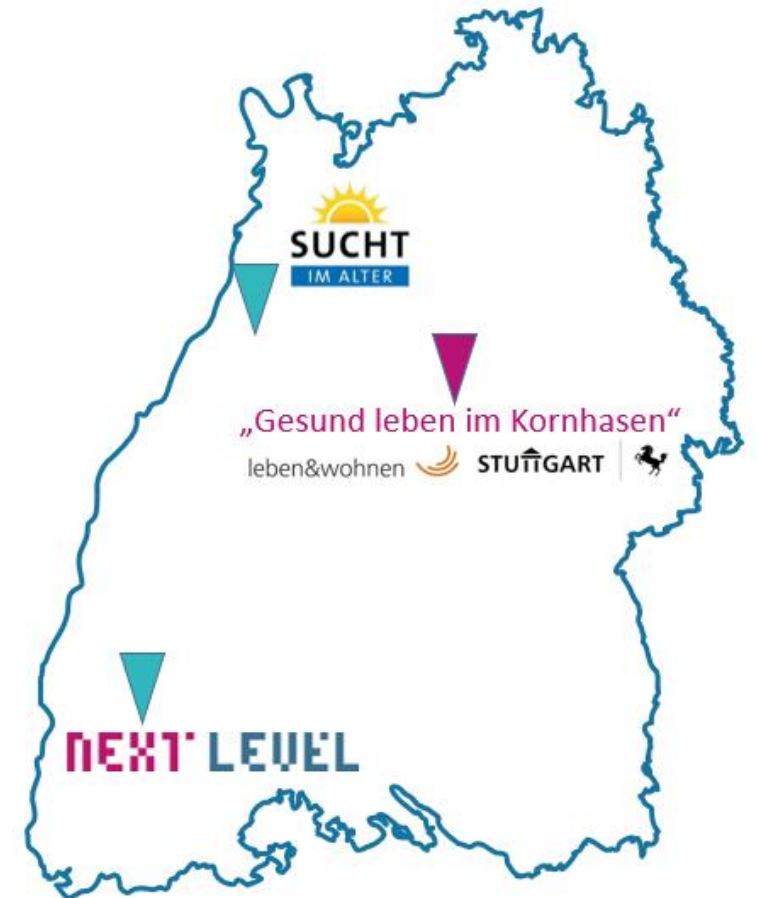 SUCHT
IM ALTER
„Gesund leben im Kornhasen“
leben&wohnen STUTTGART
NEXT LEVEL